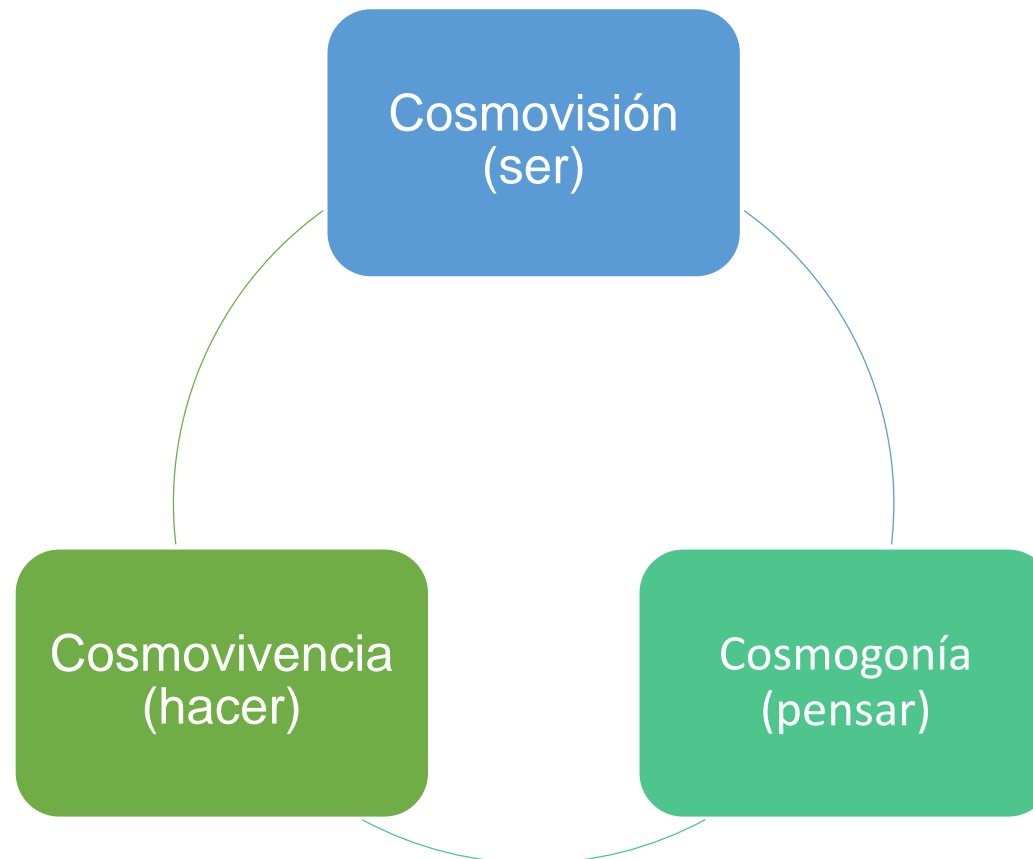 Cosmovisión
(ser)
Cosmovivencia
(hacer)
Cosmogonía
(pensar)